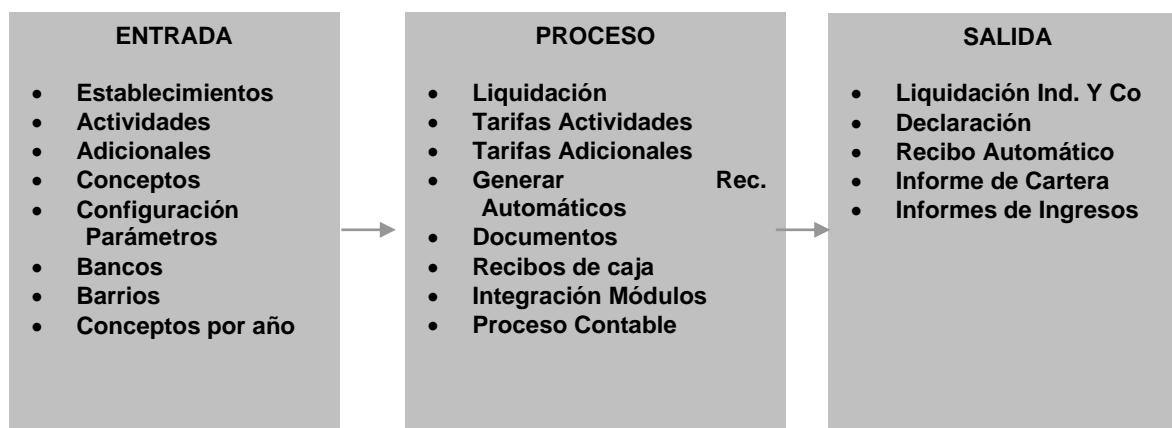 ENTRADA
• Establecimientos
• Actividades
• Adicionales
• Conceptos
• Configuración
Parámetros
• Bancos
• Barrios
• Conceptos por año
PROCESO
• Liquidación
• Tarifas Actividades
• Tarifas Adicionales
• Generar Rec.
Automáticos
• Documentos
• Recibos de caja
• Integración Módulos
• Proceso Contable
SALIDA
• Liquidación Ind. Y Co
• Declaración
• Recibo Automático
• Informe de Cartera
• Informes de Ingresos